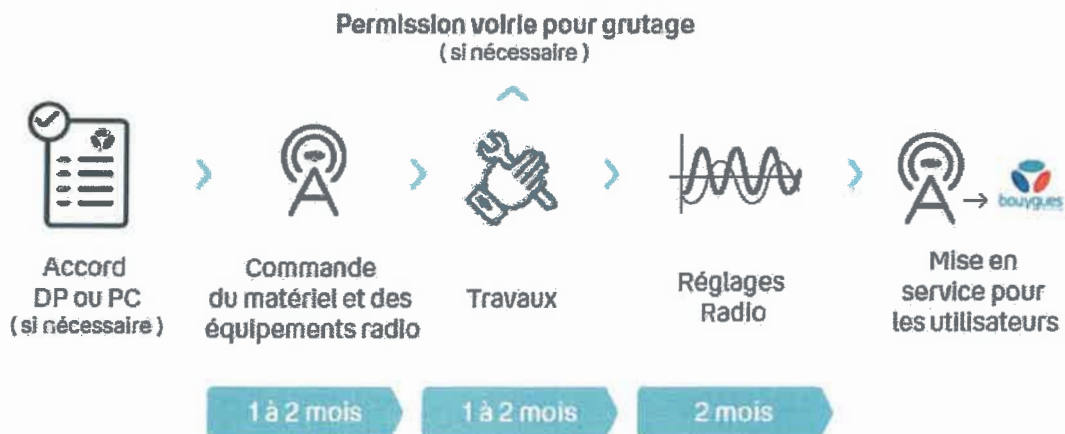 Permission voirie pour grutage
( si nécessaire )
Accord
DP ou PC
( si nécessaire )
Commande
du matériel et des
équipements radio
Travaux
Réglages
Radio
bouygues
Mise en
service pour
les utilisateurs
1 à 2 mois
1 à 2 mois
2 mois